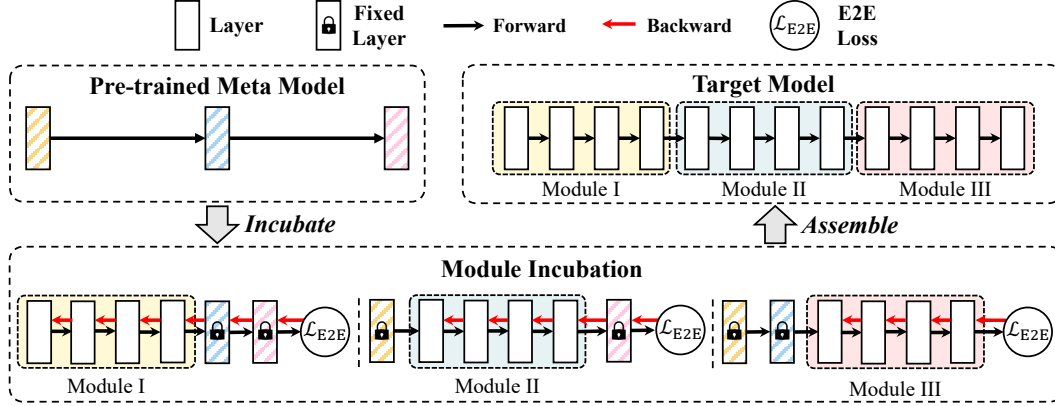 Layer
Fixed
Layer
Forward
Backward
ℒE2E
E2E
Loss
Pre-trained Meta Model
Target Model
Module I
Module II
Module III
Incubate
Assemble
Module Incubation
ℒE2E
ℒE2E
ℒE2E
Module I
Module II
Module III